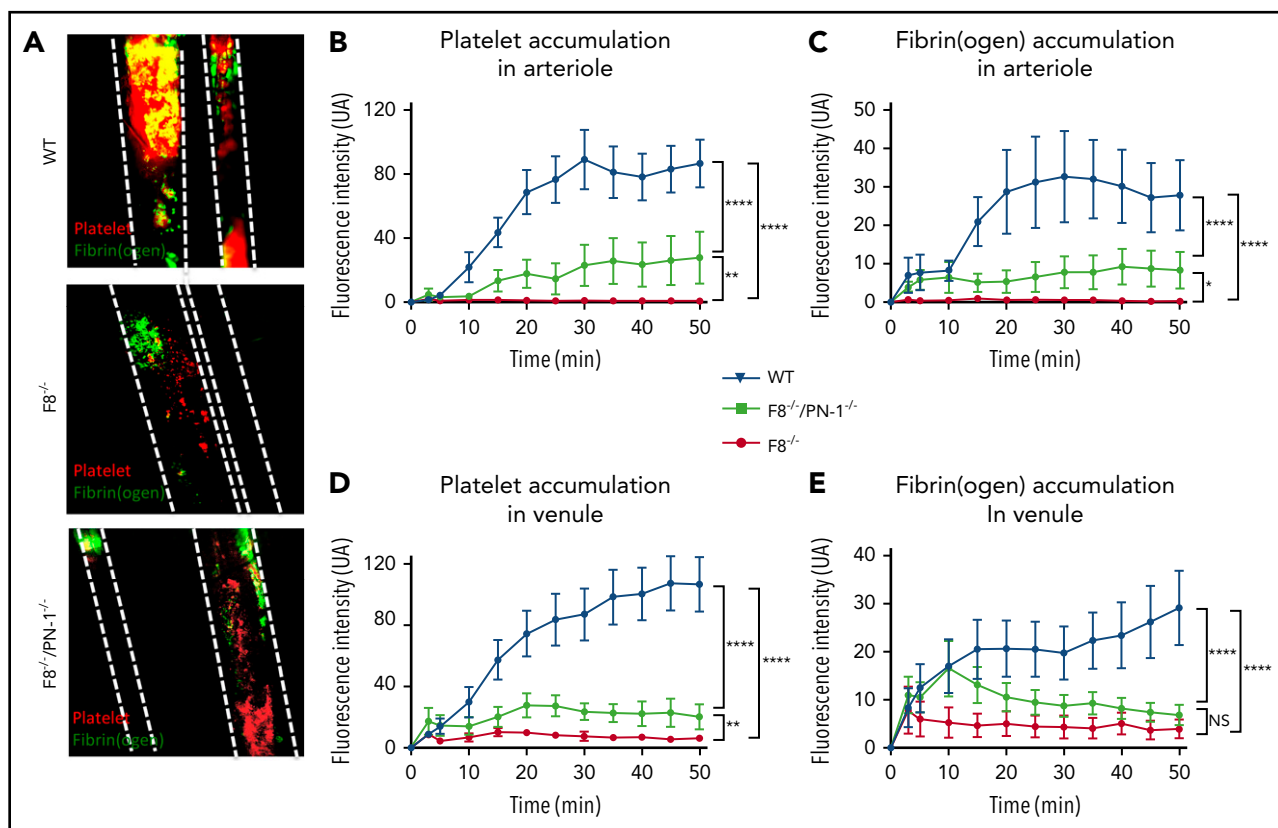 A
WT
Platelet
Fibrin(ogen)
F8-/-
Platelet
Fibrin(ogen)
F8-/-/PN-1-/-
Platelet
Fibrin(ogen)
B
Platelet accumulation
in arteriole
Fluorescence intensity (UA)
120
80
40
0
0 10 20 30 40 50
Time (min)
****
**
****
C
Fibrin(ogen) accumulation
in arteriole
Fluorescence intensity (UA)
50
40
30
20
10
0
0 10 20 30 40 50
Time (min)
****
*
****
WT
F8-/-/PN-1-/-
F8-/-
D
Platelet accumulation
in venule
Fluorescence intensity (UA)
120
80
40
0
0 10 20 30 40 50
Time (min)
****
**
****
E
Fibrin(ogen) accumulation
In venule
Fluorescence intensity (UA)
40
30
20
10
0
0 10 20 30 40 50
Time (min)
****
NS
****